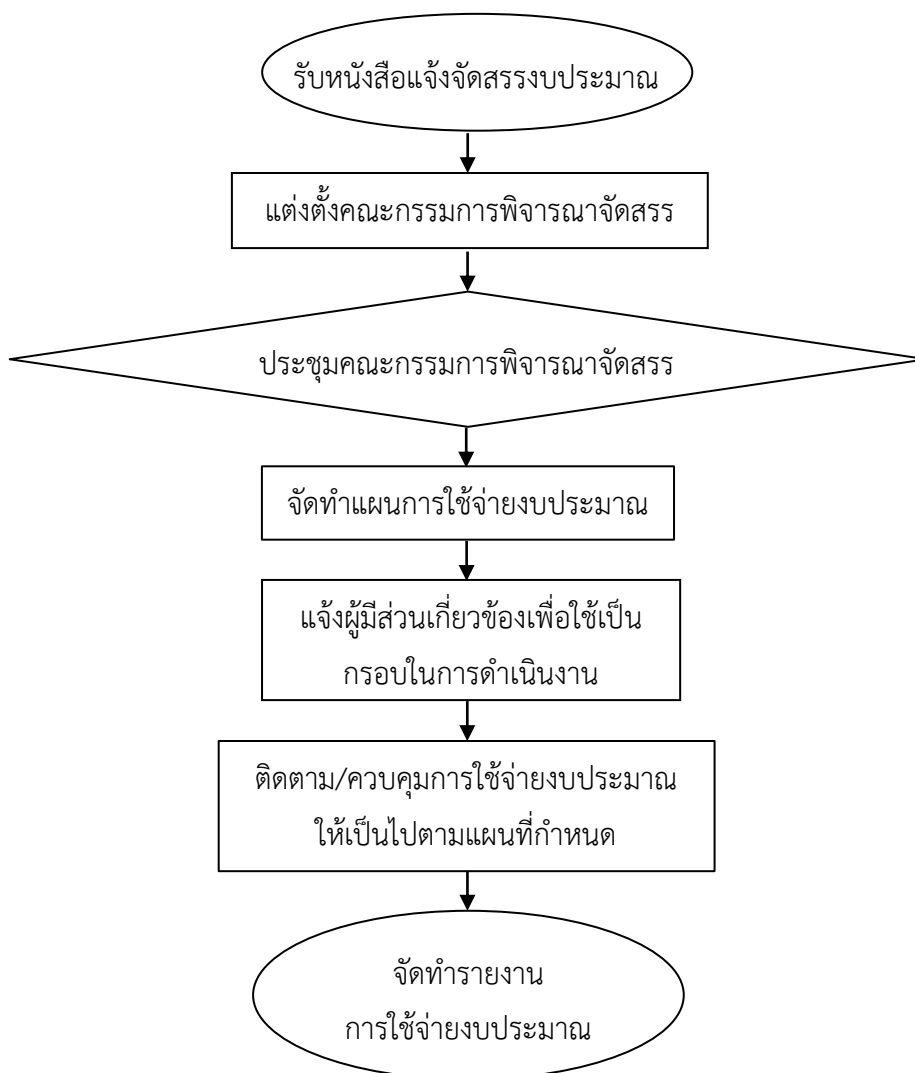 รับหนังสือแจ้งจัดสรรงบประมาณ
แต่งตั้งคณะกรรมการพิจารณาจัดสรร
ประชุมคณะกรรมการพิจารณาจัดสรร
จัดทำแผนการใช้จ่ายงบประมาณ
แจ้งผู้มีส่วนเกี่ยวข้องเพื่อใช้เป็น
กรอบในการดำเนินงาน
ติดตาม/ควบคุมการใช้จ่ายงบประมาณ
ให้เป็นไปตามแผนที่กำหนด
จัดทำรายงาน
การใช้จ่ายงบประมาณ